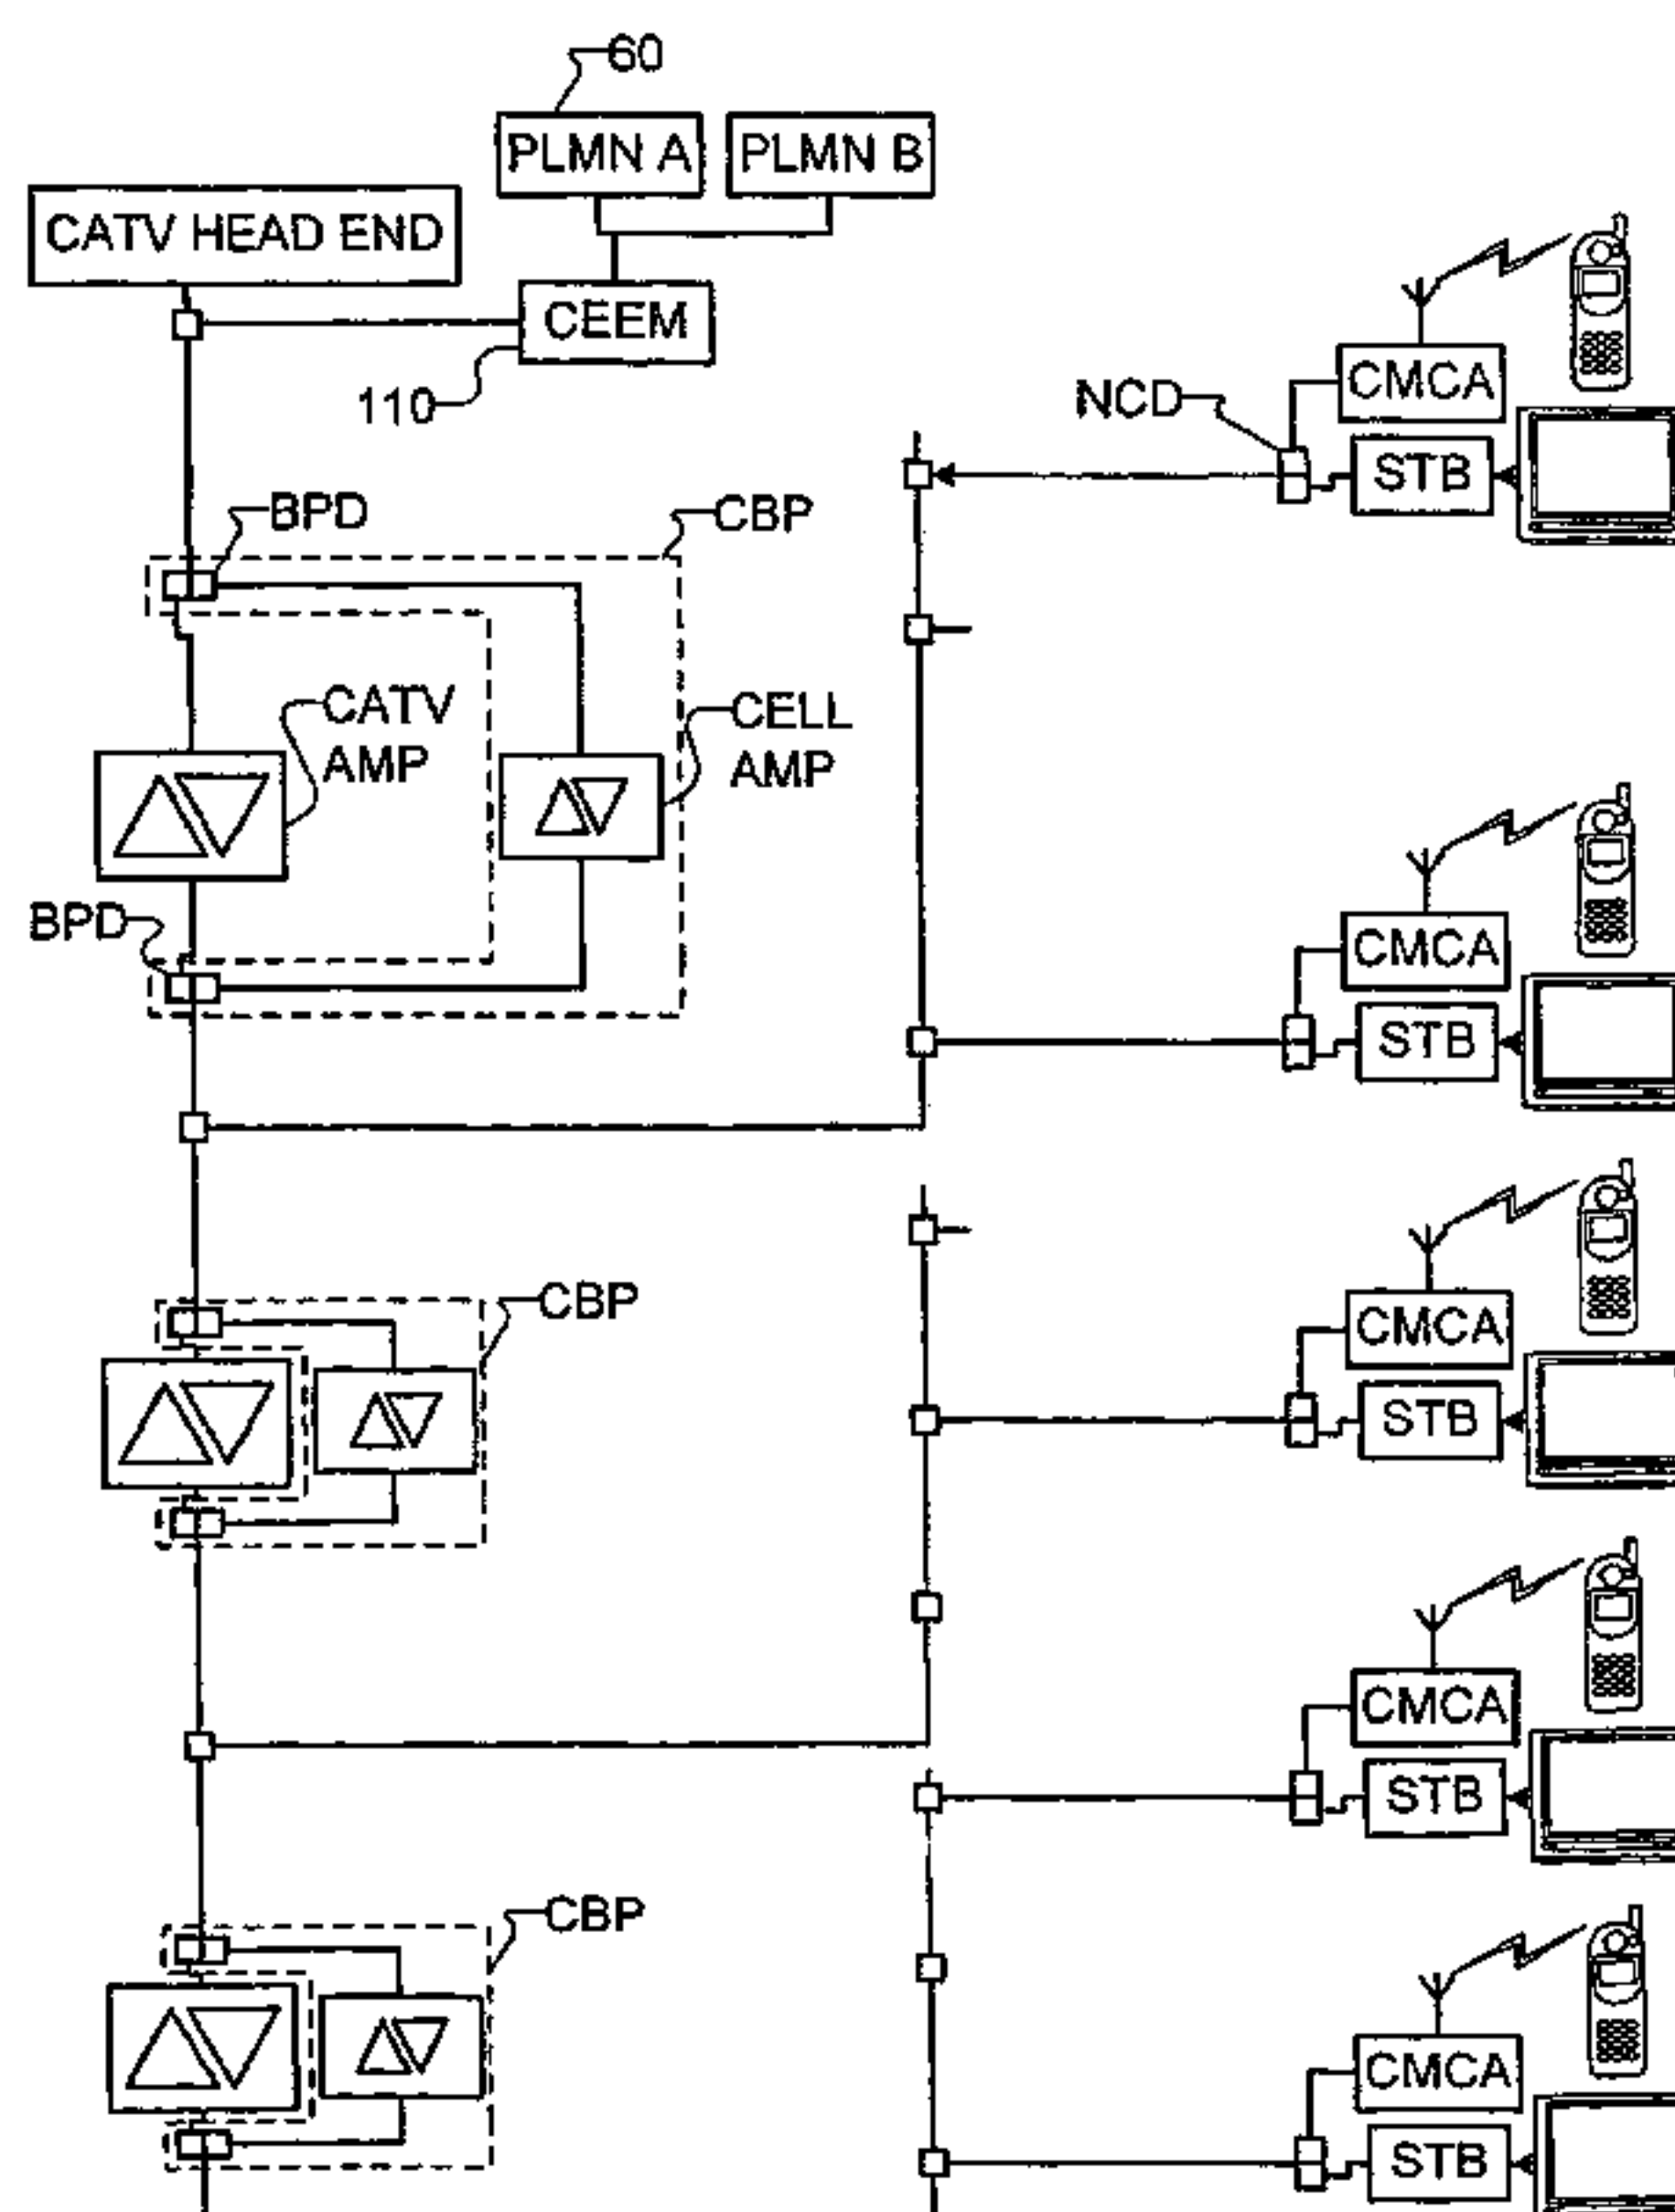 60
PLMN A
PLMN B
CATV HEAD END
CEEM
110
NCD
CMCA
STB
BPD
CBP
CATV
AMP
CELL
AMP
BPD
CMCA
STB
CBP
CMCA
STB
CMCA
STB
CBP
CMCA
STB